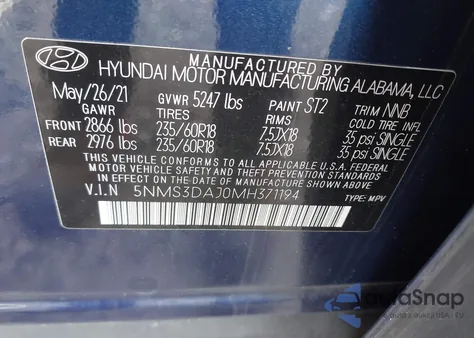 MANUFACTURED BY
HYUNDAI MOTOR MANUFACTURING ALABAMA, LLC
May/26/21 GVWR 5247 lbs PAINT ST2 TRIM NNB
GAWR TIRES RIMS COLD TIRE INFL
FRONT 2866 lbs 235/60R18 7.5JX18 35 psi SINGLE
REAR 2976 lbs 235/60R18 7.5JX18 35 psi SINGLE
THIS VEHICLE CONFORMS TO ALL APPLICABLE U.S.A. FEDERAL MOTOR
VEHICLE SAFETY, BUMPER, AND THEFT PREVENTION STANDARDS IN
EFFECT ON THE DATE OF MANUFACTURE SHOWN ABOVE.
V.I.N 5NMS3DAJ0MH371194 TYPE: MPV
AutaSnap